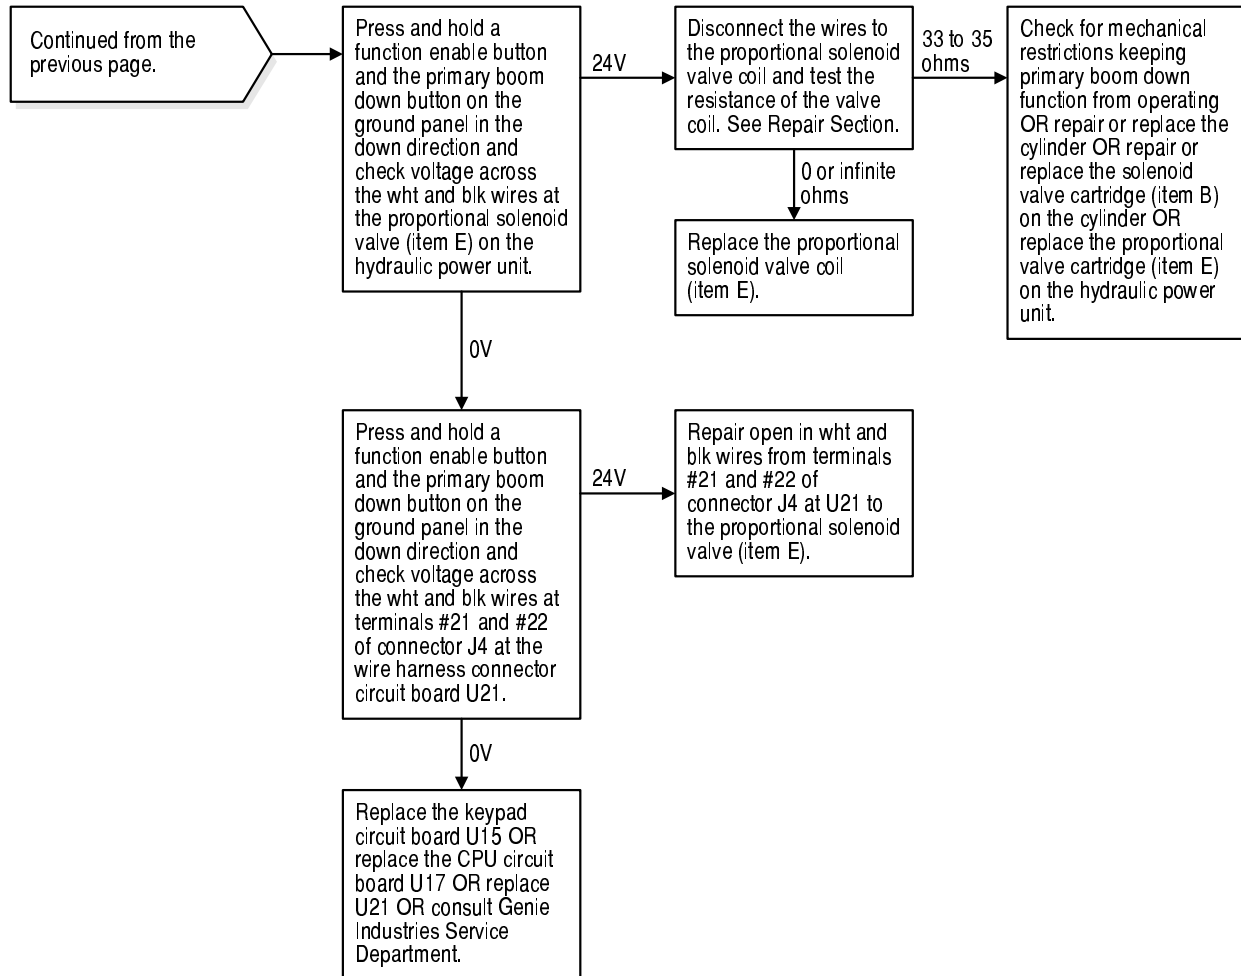 Continued from the
previous page.
Press and hold a
function enable button
and the primary boom
down button on the
ground panel in the
down direction and
check voltage across
the wht and blk wires at
the proportional solenoid
valve (item E) on the
hydraulic power unit.
24V
Disconnect the wires to
the proportional solenoid
valve coil and test the
resistance of the valve
coil. See Repair Section.
33 to 35
ohms
Check for mechanical
restrictions keeping
primary boom down
function from operating
OR repair or replace the
cylinder OR repair or
replace the solenoid
valve cartridge (item B)
on the cylinder OR
replace the proportional
valve cartridge (item E)
on the hydraulic power
unit.
0 or infinite
ohms
Replace the proportional
solenoid valve coil
(item E).
0V
Press and hold a
function enable button
and the primary boom
down button on the
ground panel in the
down direction and
check voltage across
the wht and blk wires at
terminals #21 and #22
of connector J4 at the
wire harness connector
circuit board U21.
24V
Repair open in wht and
blk wires from terminals
#21 and #22 of
connector J4 at U21 to
the proportional solenoid
valve (item E).
0V
Replace the keypad
circuit board U15 OR
replace the CPU circuit
board U17 OR replace
U21 OR consult Genie
Industries Service
Department.